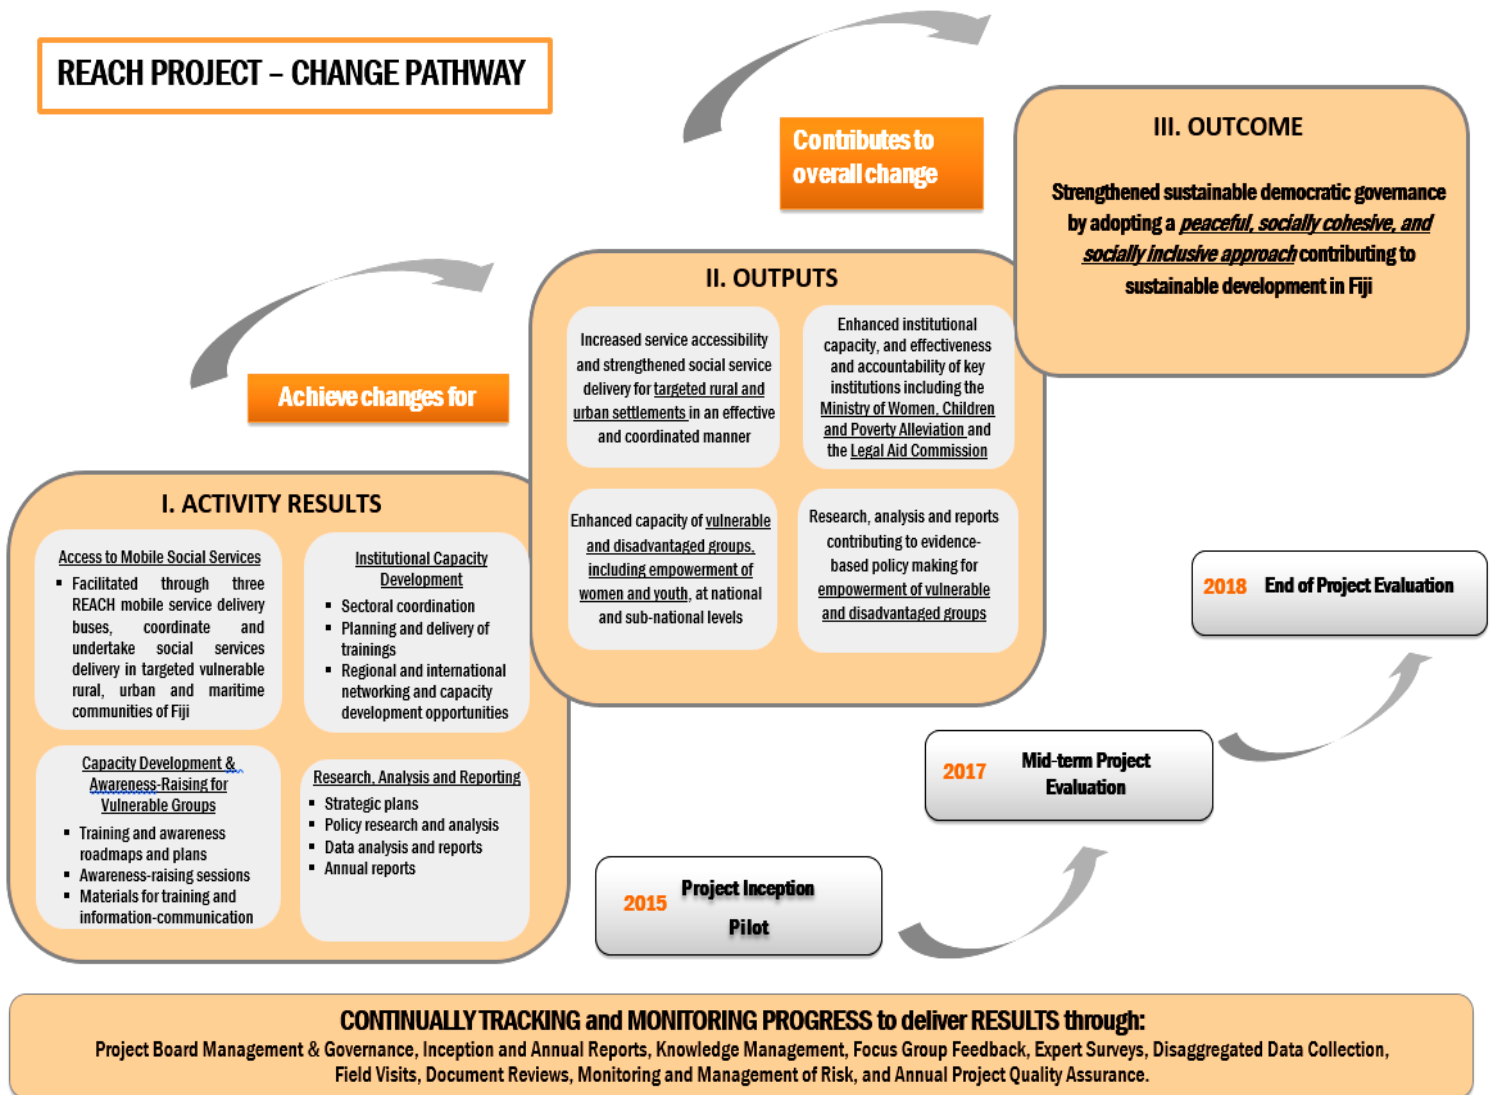 REACH PROJECT – CHANGE PATHWAY
Contributes to
overall change
III. OUTCOME
Strengthened sustainable democratic governance
by adopting a peaceful, socially cohesive, and
socially inclusive approach contributing to
sustainable development in Fiji
Achieve changes for
II. OUTPUTS
Increased service accessibility
and strengthened social service
delivery for targeted rural and
urban settlements in an effective
and coordinated manner
Enhanced institutional
capacity, and effectiveness
and accountability of key
institutions including the
Ministry of Women, Children
and Poverty Alleviation and
the Legal Aid Commission
Enhanced capacity of vulnerable
and disadvantaged groups,
including empowerment of
women and youth, at national
and sub-national levels
Research, analysis and reports
contributing to evidence-
based policy making for
empowerment of vulnerable
and disadvantaged groups
I. ACTIVITY RESULTS
Access to Mobile Social Services
▪ Facilitated through three
REACH mobile service delivery
buses, coordinate and
undertake social services
delivery in targeted vulnerable
rural, urban and maritime
communities of Fiji
Institutional Capacity
Development
▪ Sectoral coordination
▪ Planning and delivery of
trainings
▪ Regional and international
networking and capacity
development opportunities
Capacity Development &
Awareness-Raising for
Vulnerable Groups
▪ Training and awareness
roadmaps and plans
▪ Awareness-raising sessions
▪ Materials for training and
information-communication
Research, Analysis and Reporting
▪ Strategic plans
▪ Policy research and analysis
▪ Data analysis and reports
▪ Annual reports
2015 Project Inception
Pilot
2017 Mid-term Project
Evaluation
2018 End of Project Evaluation
CONTINUALLY TRACKING and MONITORING PROGRESS to deliver RESULTS through:
Project Board Management & Governance, Inception and Annual Reports, Knowledge Management, Focus Group Feedback, Expert Surveys, Disaggregated Data Collection,
Field Visits, Document Reviews, Monitoring and Management of Risk, and Annual Project Quality Assurance.